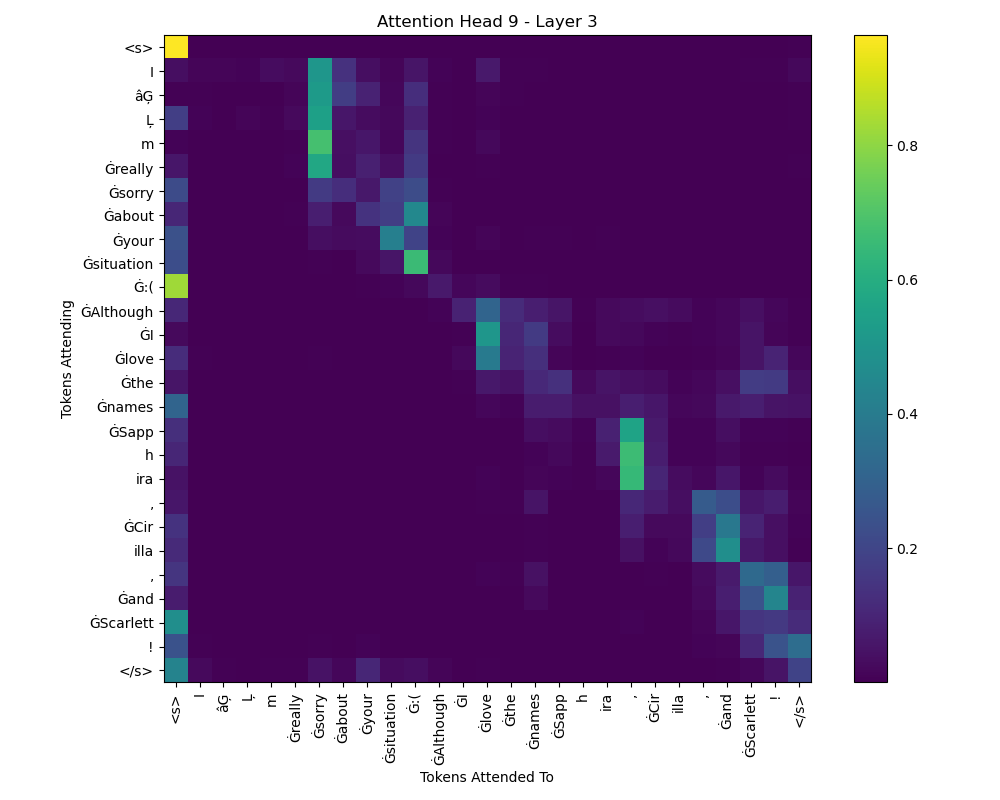 Attention Head 9 - Layer 3
Tokens Attending
<s>
I
âĢ
Ļ
m
Ġreally
Ġsorry
Ġabout
Ġyour
Ġsituation
Ġ:(
ĠAlthough
ĠI
Ġlove
Ġthe
Ġnames
ĠSapp
h
ira
,
ĠCir
illa
,
Ġand
ĠScarlett
!
</s>
<s>
I
âĢ
Ļ
m
Ġreally
Ġsorry
Ġabout
Ġyour
Ġsituation
Ġ:(
ĠAlthough
ĠI
Ġlove
Ġthe
Ġnames
ĠSapp
h
ira
,
ĠCir
illa
,
Ġand
ĠScarlett
!
</s>
Tokens Attended To
0.8
0.6
0.4
0.2